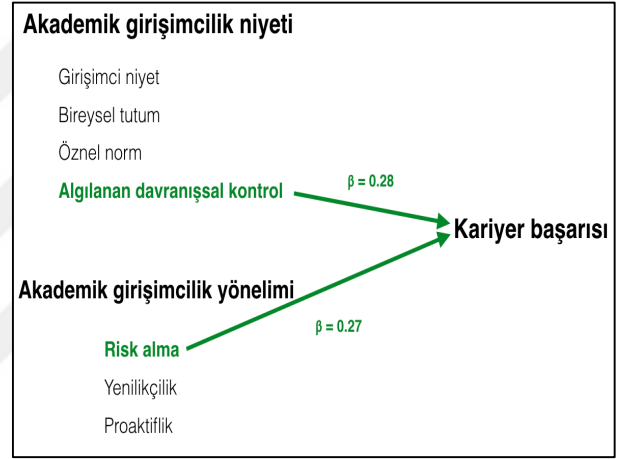 Akademik girişimcilik niyeti
Girişimci niyet
Bireysel tutum
Öznel norm
Algılanan davranışsal kontrol
β = 0.28
Kariyer başarısı
Akademik girişimcilik yönelimi
β = 0.27
Risk alma
Yenilikçilik
Proaktiflik